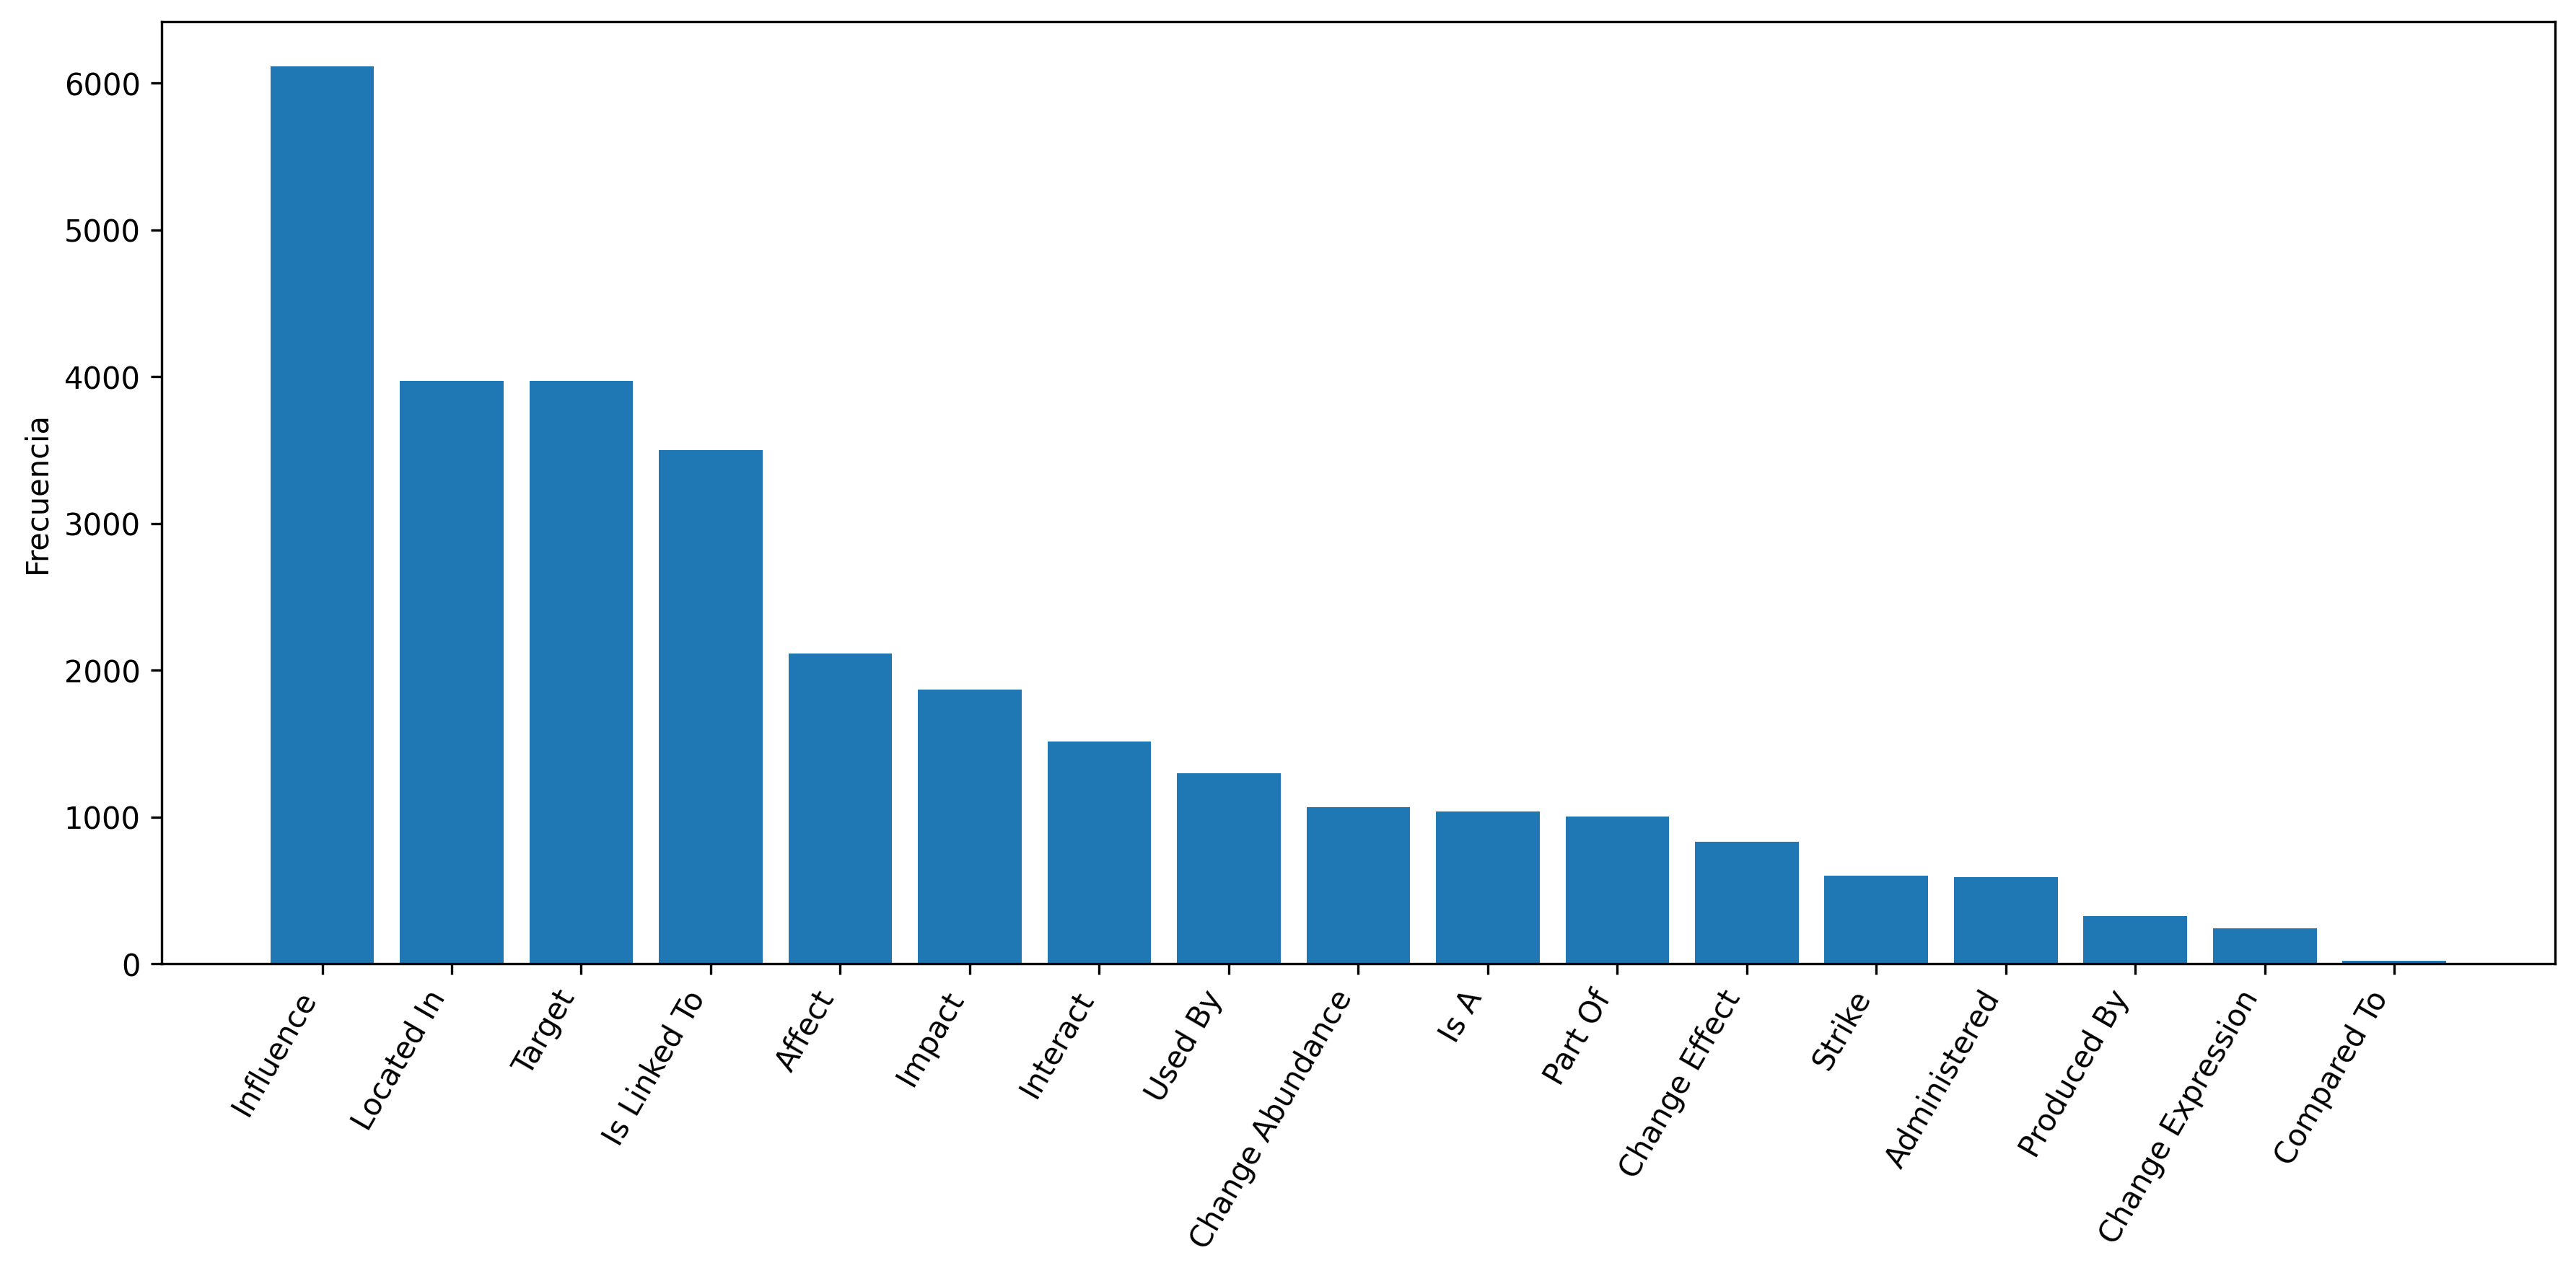 Frecuencia
6000
5000
4000
3000
2000
1000
0
Influence
Located In
Target
Is Linked To
Affect
Impact
Interact
Used By
Change Abundance
Is A
Part Of
Change Effect
Strike
Administered
Produced By
Change Expression
Compared To